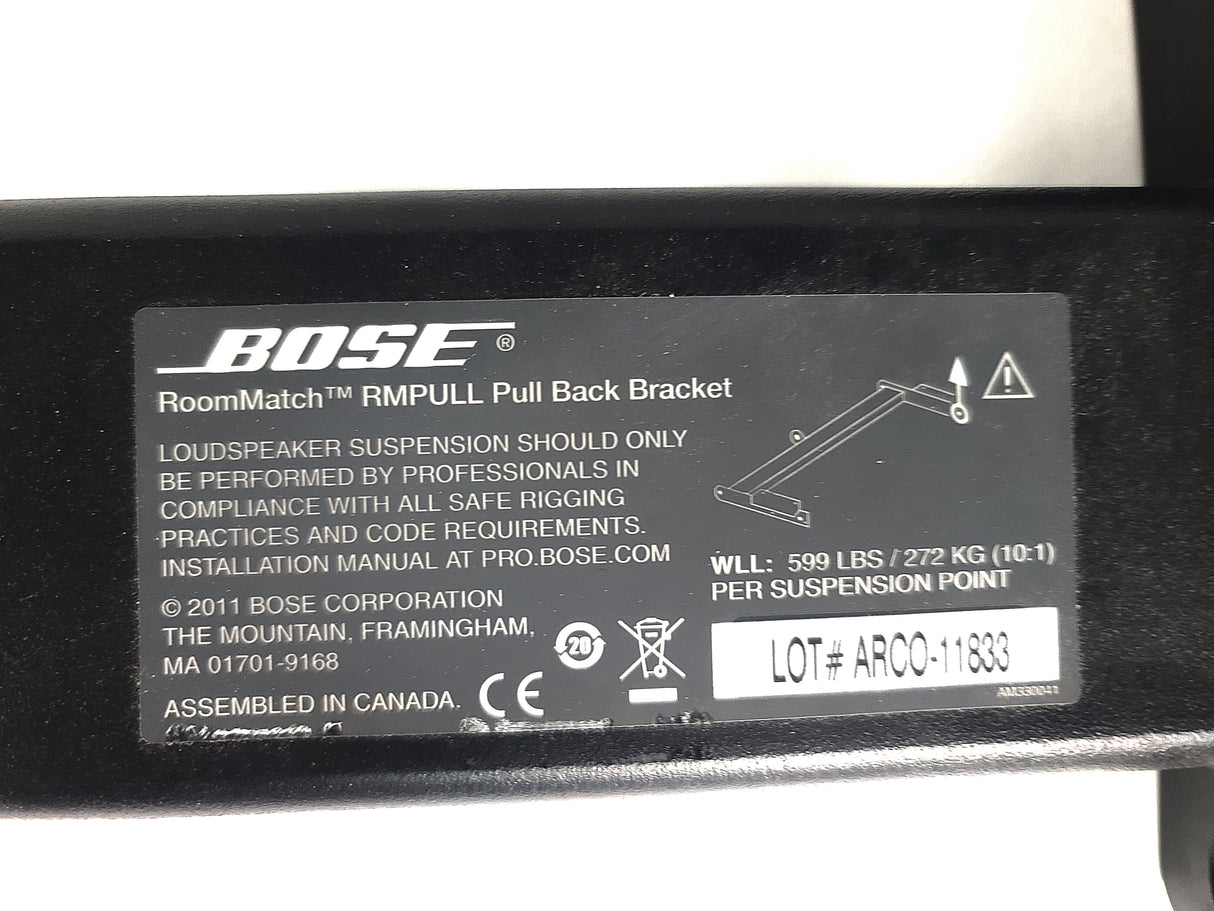 BOSE®
RoomMatch™ RMPULL Pull Back Bracket
LOUDSPEAKER SUSPENSION SHOULD ONLY
BE PERFORMED BY PROFESSIONALS IN
COMPLIANCE WITH ALL SAFE RIGGING
PRACTICES AND CODE REQUIREMENTS.
INSTALLATION MANUAL AT PRO.BOSE.COM
© 2011 BOSE CORPORATION
THE MOUNTAIN, FRAMINGHAM,
MA 01701-9168
ASSEMBLED IN CANADA.
CE
20
!
WLL: 599 LBS / 272 KG (10:1)
PER SUSPENSION POINT
LOT# ARCO-11833
AM330041